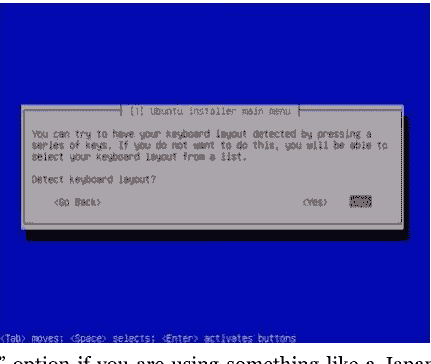 [!] Ubuntu installer main menu
You can try to have your keyboard layout detected by pressing a
series of keys. If you do not want to do this, you will be able to
select your keyboard layout from a list.
Detect keyboard layout?
<Go Back> <Yes>
<Tab> moves; <Space> selects; <Enter> activates buttons
” option if you are using something like a Japan